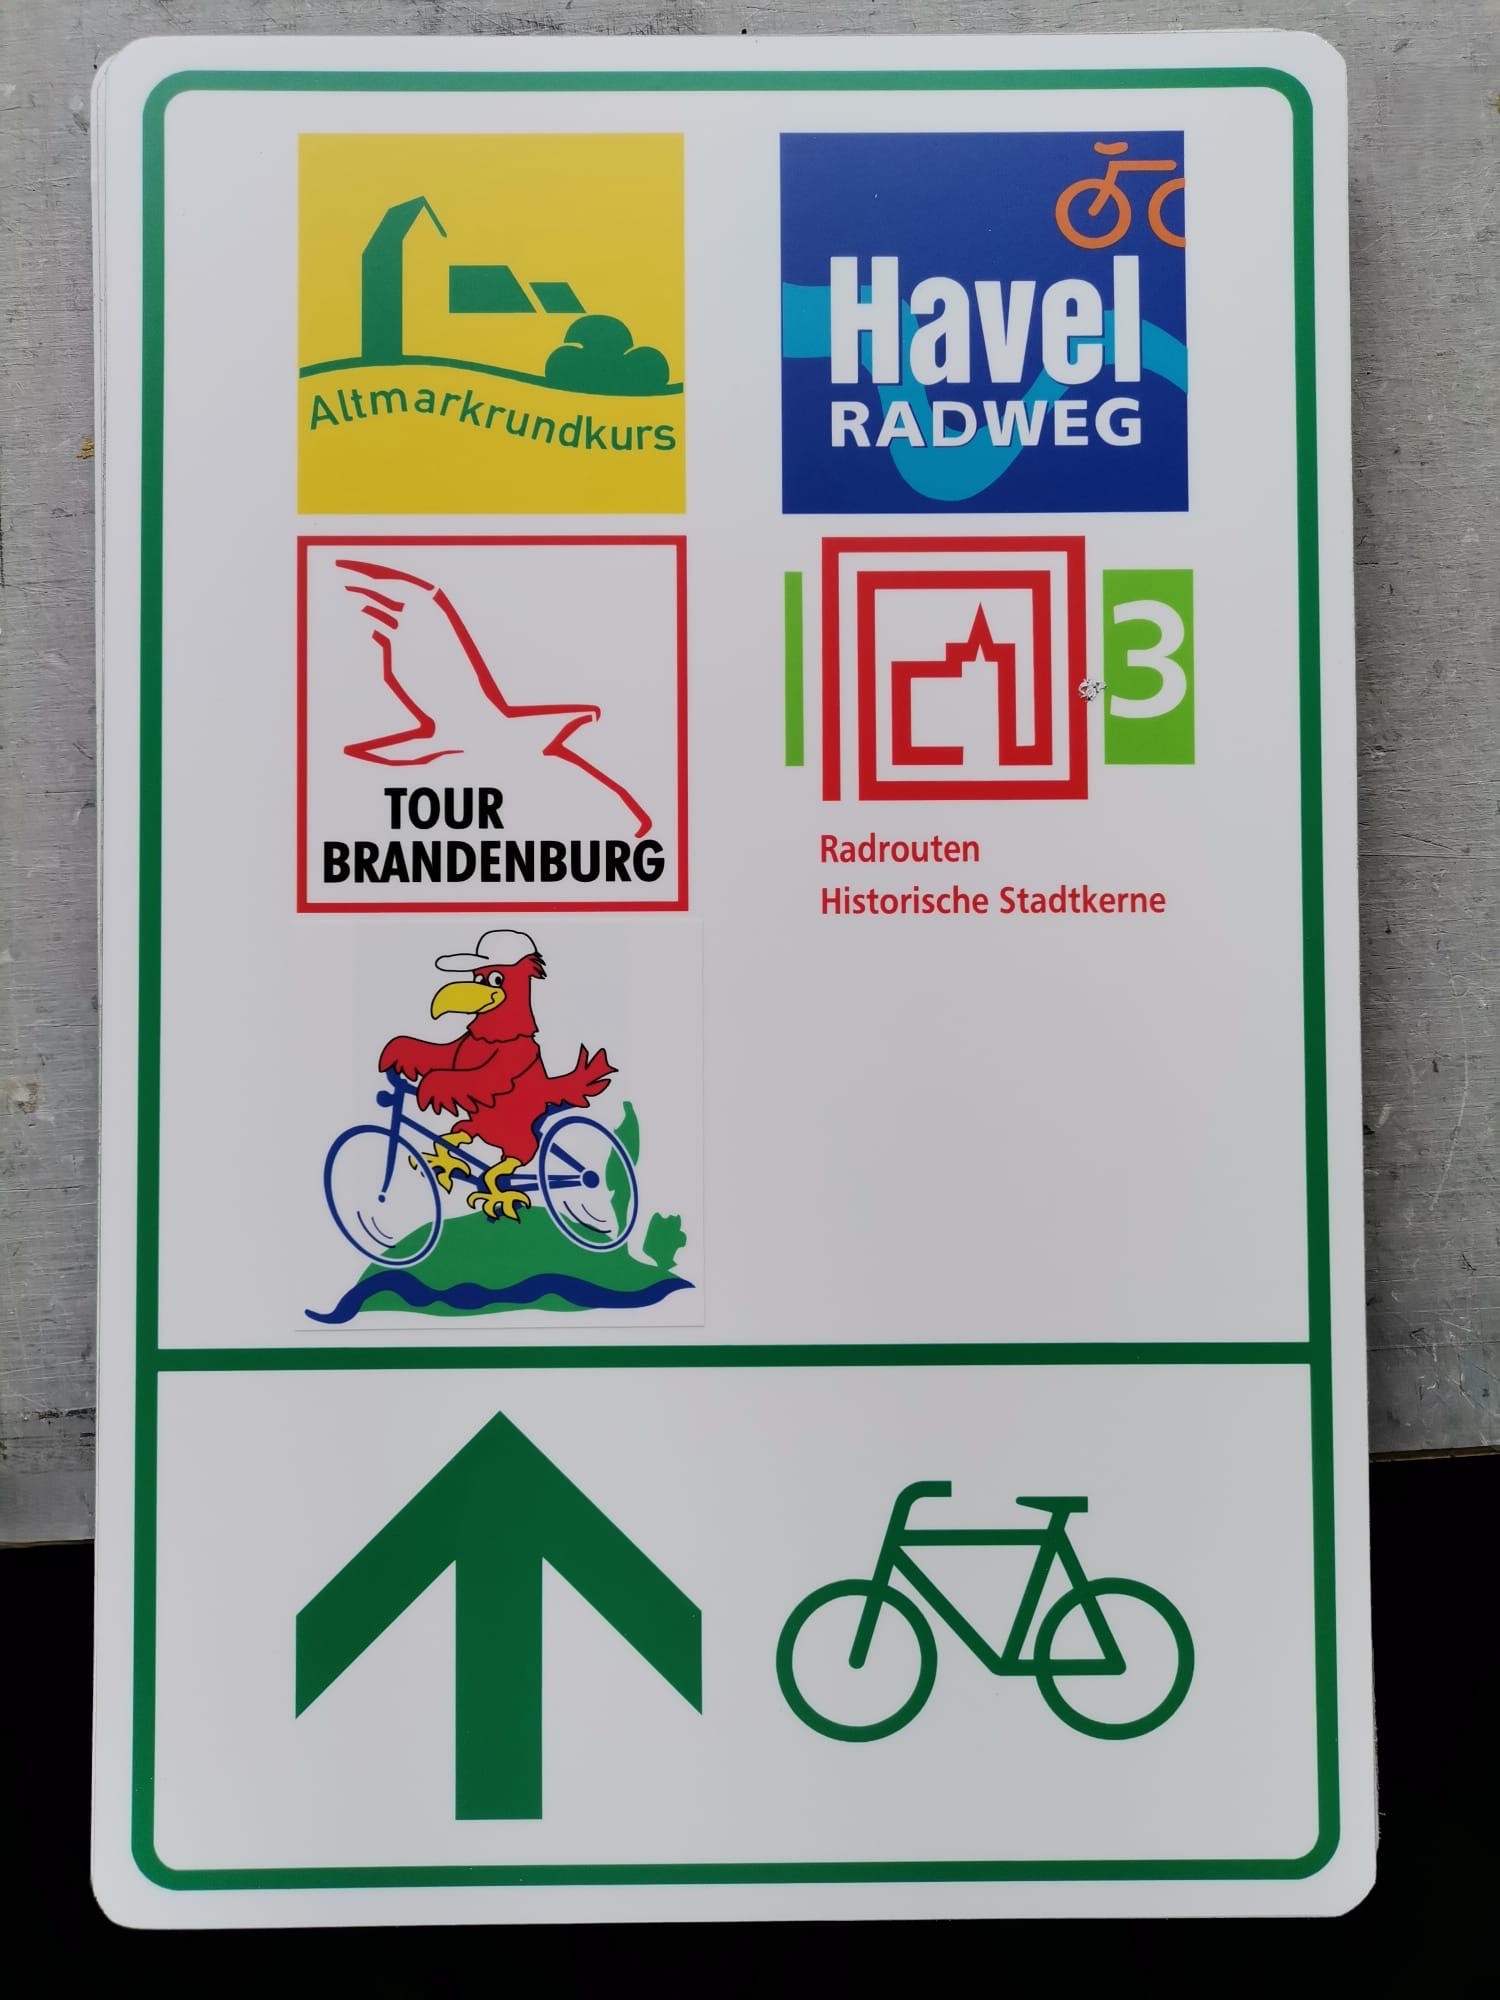 Altmarkrundkurs
Havel
RADWEG
TOUR
BRANDENBURG
3
Radrouten
Historische Stadtkerne